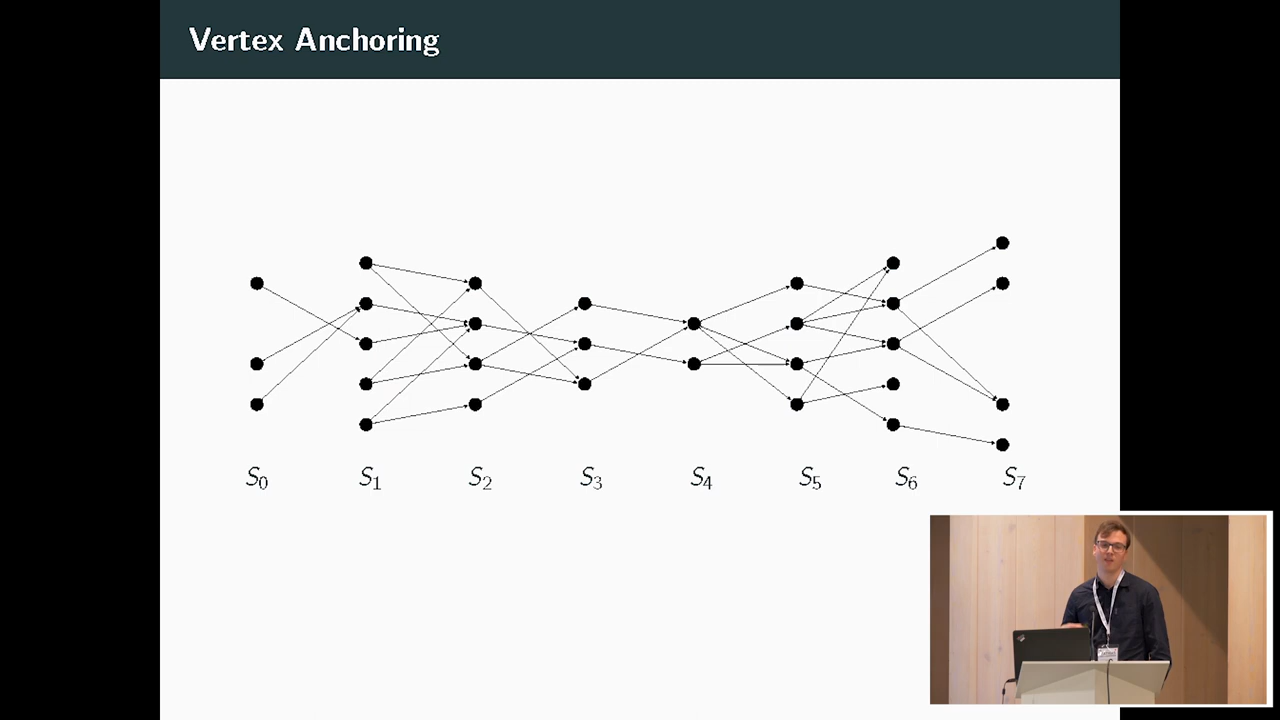 Vertex Anchoring
S₀ S₁ S₂ S₃ S₄ S₅ S₆ S₇